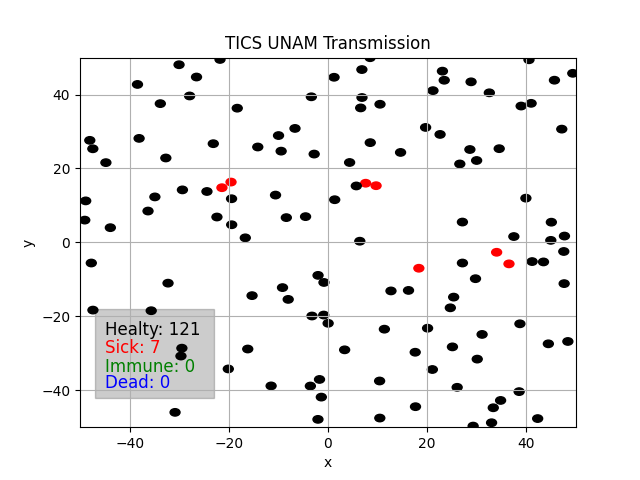 TICS UNAM Transmission
y
40
20
0
−20
−40
Healty: 121
Sick: 7
Immune: 0
Dead: 0
−40 −20 0 20 40
x